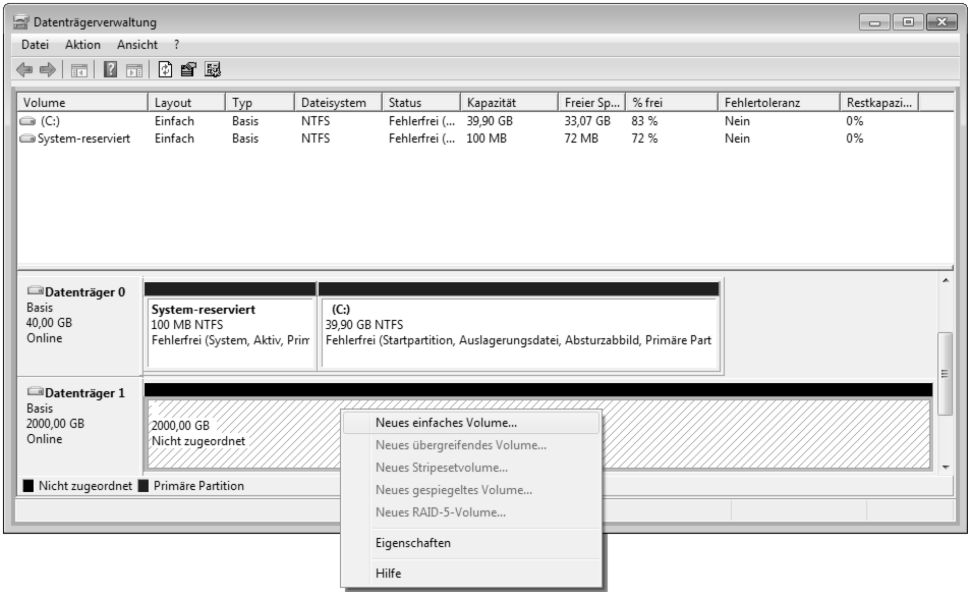 Datenträgerverwaltung
Datei Aktion Ansicht ?
Volume Layout Typ Dateisystem Status Kapazität Freier Sp... % frei Fehlertoleranz Restkapazi...
(C:) Einfach Basis NTFS Fehlerfrei (... 39,90 GB 33,07 GB 83 % Nein 0%
System-reserviert Einfach Basis NTFS Fehlerfrei (... 100 MB 72 MB 72 % Nein 0%
Datenträger 0
Basis
40,00 GB
Online
System-reserviert
100 MB NTFS
Fehlerfrei (System, Aktiv, Prim
(C:)
39,90 GB NTFS
Fehlerfrei (Startpartition, Auslagerungsdatei, Absturzabbild, Primäre Part
Datenträger 1
Basis
2000,00 GB
Online
2000,00 GB
Nicht zugeordnet
Neues einfaches Volume...
Neues übergreifendes Volume...
Neues Stripesetvolume...
Neues gespiegeltes Volume...
Neues RAID-5-Volume...
Eigenschaften
Hilfe
Nicht zugeordnet Primäre Partition